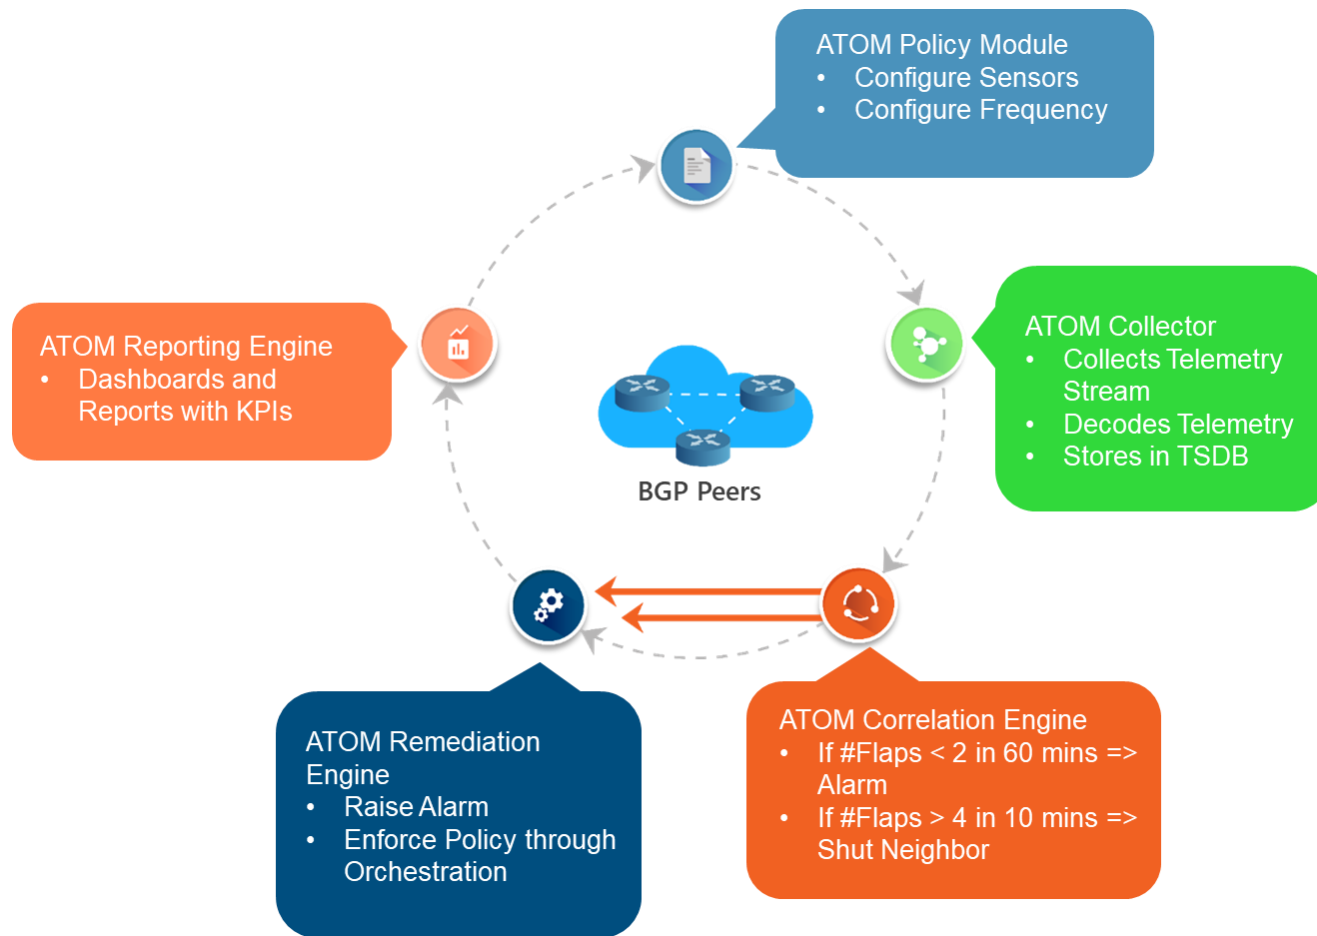 ATOM Policy Module
• Configure Sensors
• Configure Frequency
ATOM Collector
• Collects Telemetry
Stream
• Decodes Telemetry
• Stores in TSDB
ATOM Reporting Engine
• Dashboards and
Reports with KPIs
BGP Peers
ATOM Correlation Engine
• If #Flaps < 2 in 60 mins =>
Alarm
• If #Flaps > 4 in 10 mins =>
Shut Neighbor
ATOM Remediation
Engine
• Raise Alarm
• Enforce Policy through
Orchestration